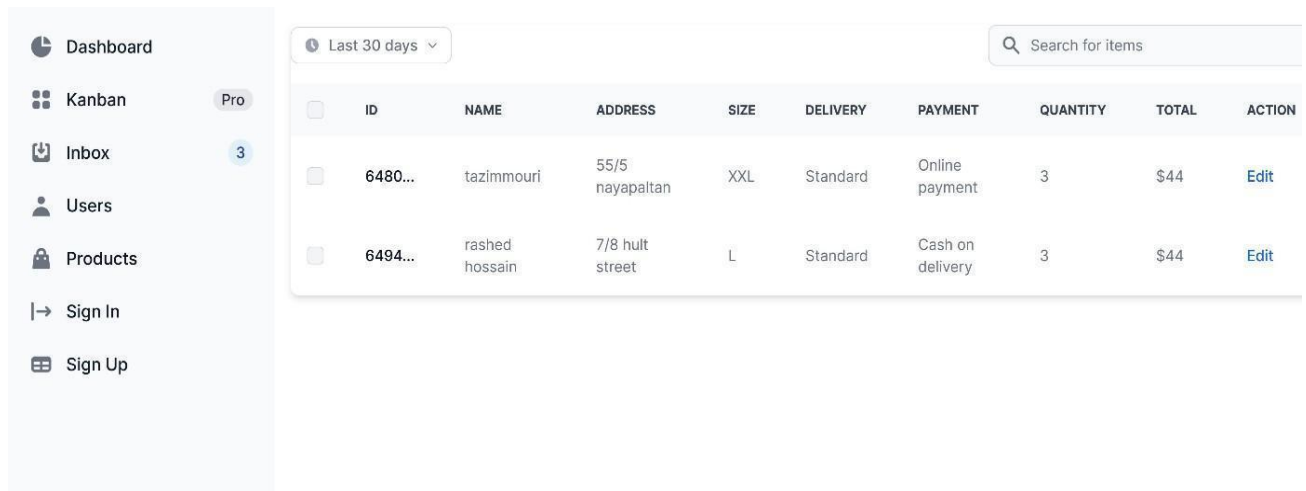 Dashboard
Kanban Pro
Inbox 3
Users
Products
Sign In
Sign Up
Last 30 days
Search for items
ID NAME ADDRESS SIZE DELIVERY PAYMENT QUANTITY TOTAL ACTION
6480... tazimmouri 55/5 nayapaltan XXL Standard Online payment 3 $44 Edit
6494... rashed hossain 7/8 hult street L Standard Cash on delivery 3 $44 Edit